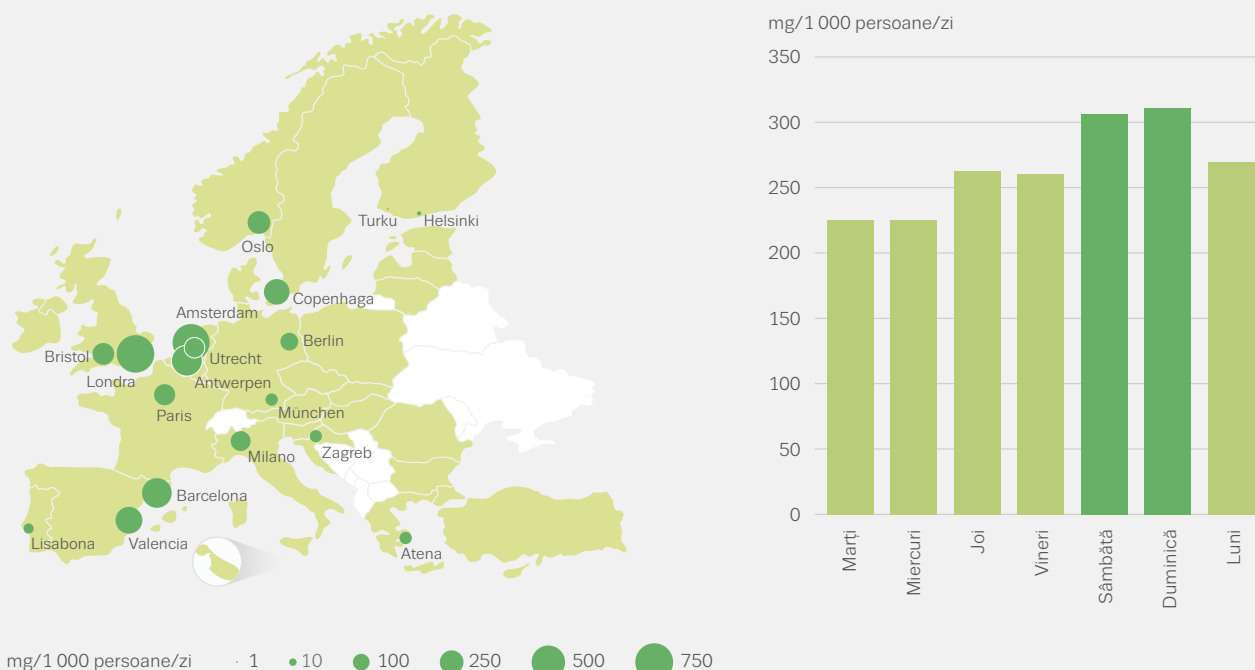 mg/1 000 persoane/zi
350
300
250
200
150
100
50
0
Marți
Miercuri
Joi
Vineri
Sâmbătă
Duminică
Luni
Turku
Helsinki
Oslo
Copenhaga
Amsterdam
Berlin
Bristol
Utrecht
Londra
Antwerpen
Paris
München
Milano
Zagreb
Barcelona
Lisabona
Valencia
Atena
mg/1 000 persoane/zi 1 10 100 250 500 750